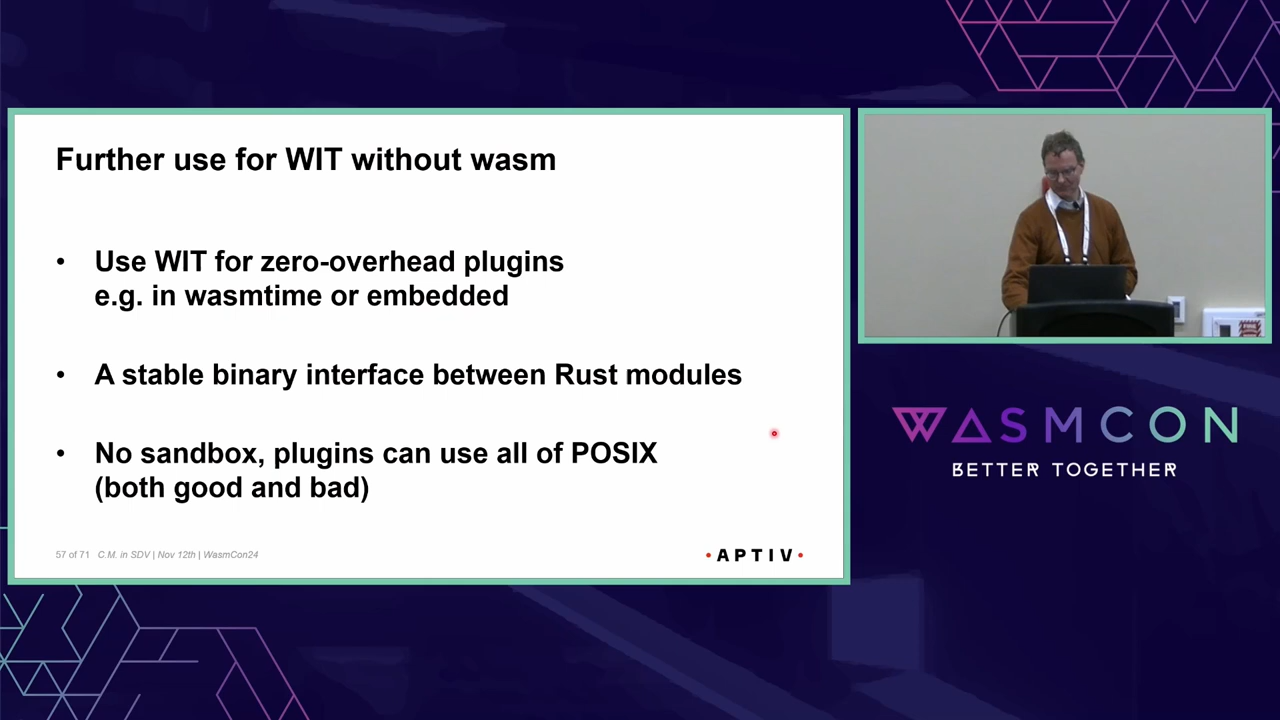 Further use for WIT without wasm
• Use WIT for zero-overhead plugins
e.g. in wasmtime or embedded
• A stable binary interface between Rust modules
• No sandbox, plugins can use all of POSIX
(both good and bad)
57 of 71 C.M. in SDV | Nov 12th | WasmCon24
• APTIV •
WASMCON
BETTER TOGETHER